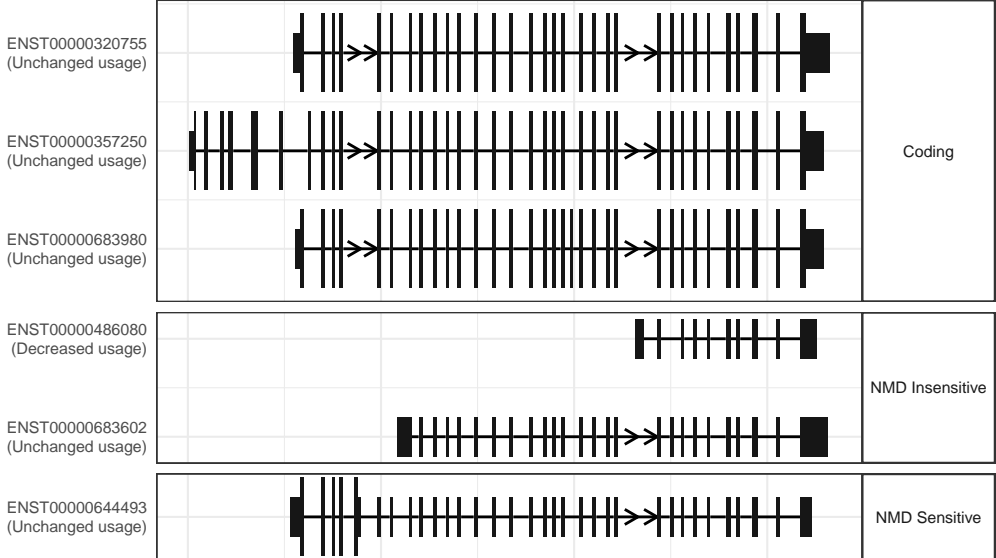 ENST00000320755
(Unchanged usage)
ENST00000357250
(Unchanged usage)
Coding
ENST00000683980
(Unchanged usage)
ENST00000486080
(Decreased usage)
NMD Insensitive
ENST00000683602
(Unchanged usage)
ENST00000644493
(Unchanged usage)
NMD Sensitive